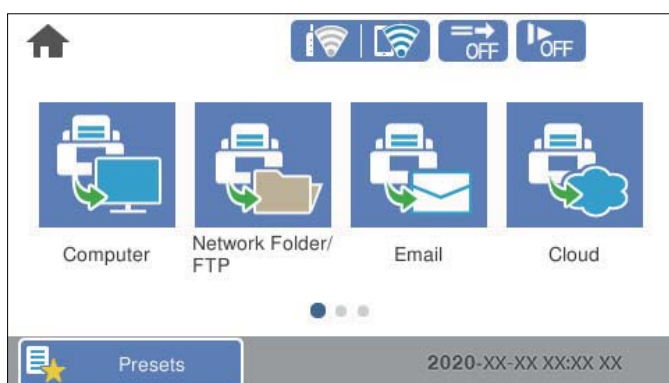 OFF
OFF
Computer
Network Folder/
FTP
Email
Cloud
Presets
2020-XX-XX XX:XX XX